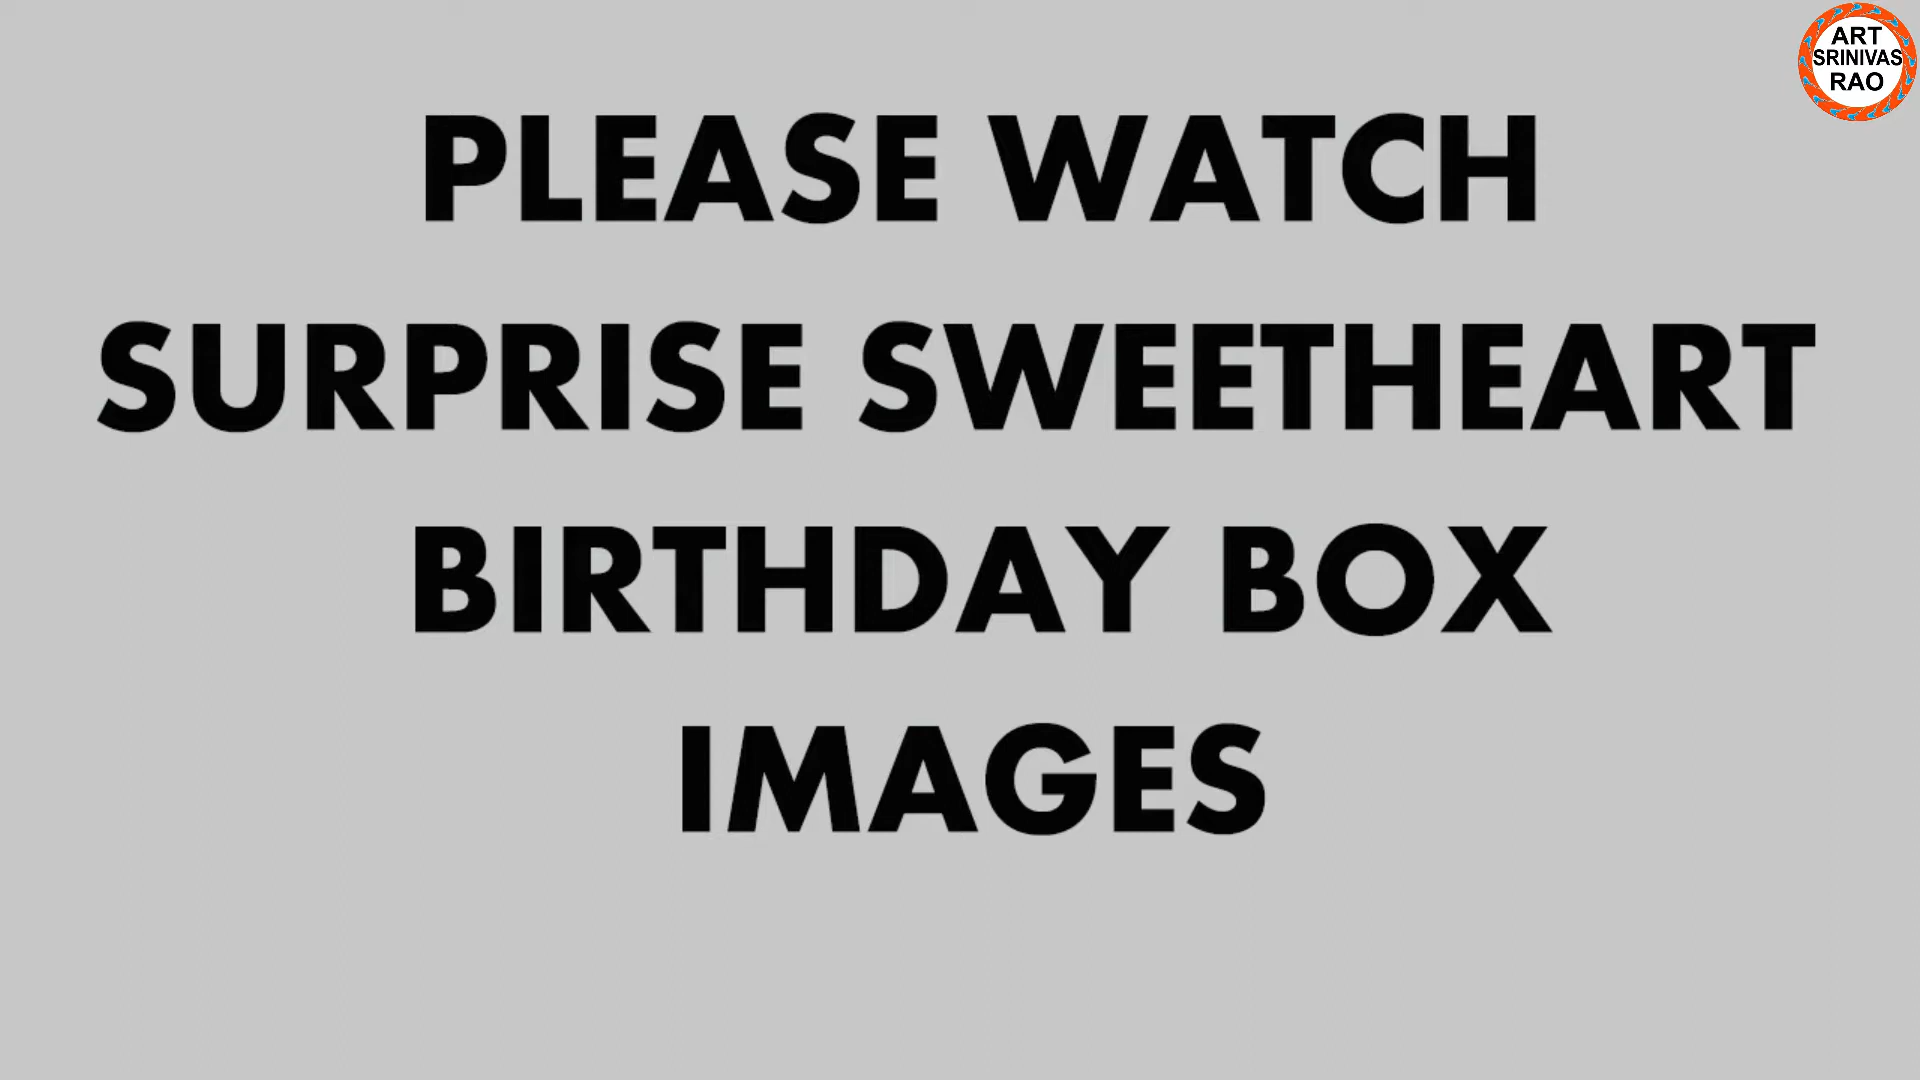 PLEASE WATCH
SURPRISE SWEETHEART
BIRTHDAY BOX
IMAGES
ART
SRINIVAS
RAO